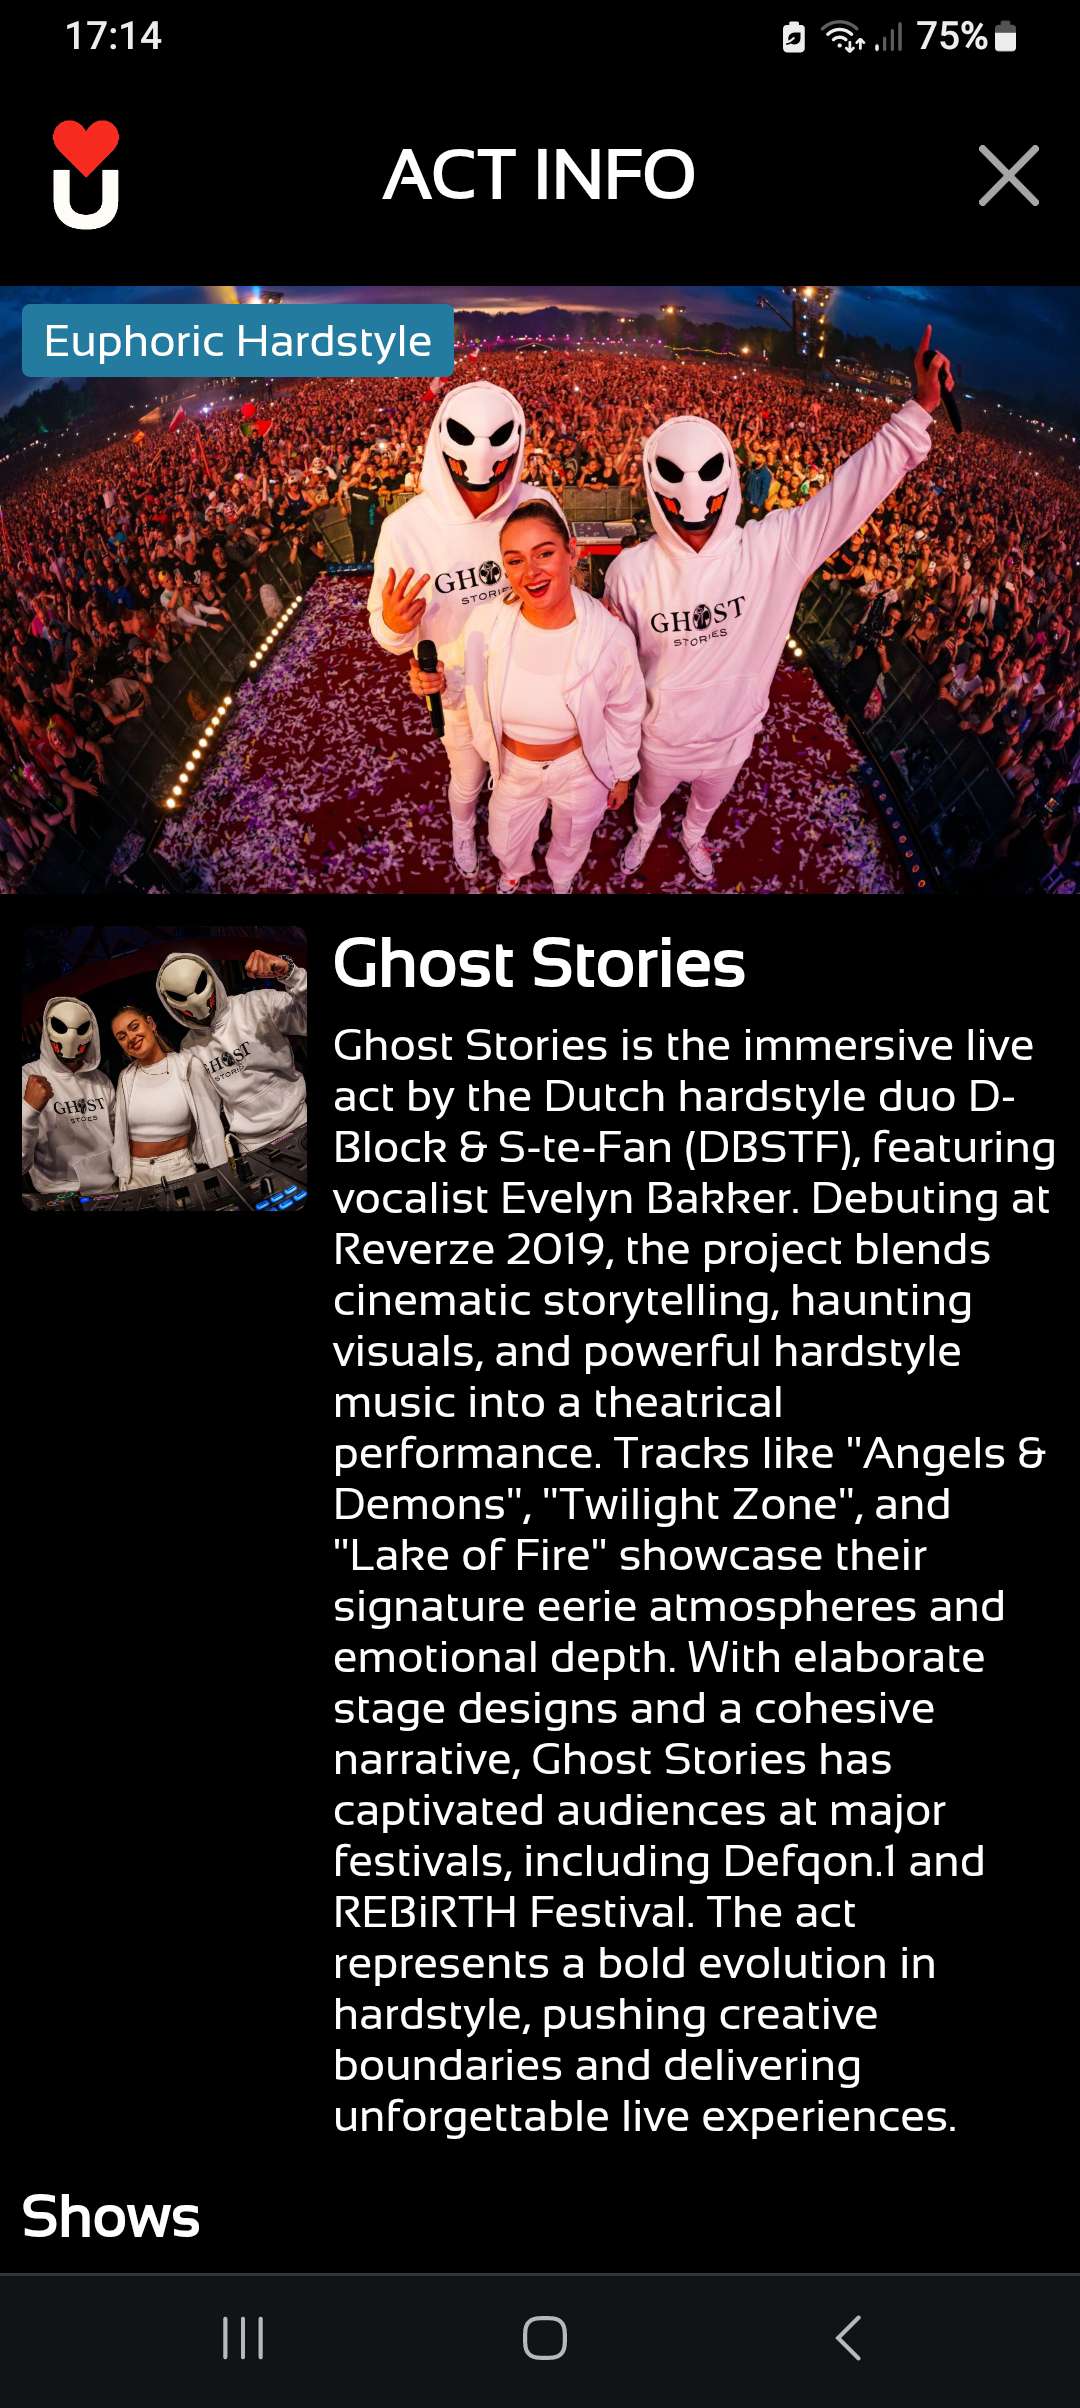 17:14
75%
U
ACT INFO
Euphoric Hardstyle
GHOST
STORIES
GHOST
STORIES
Ghost Stories
GHOST
GHOST
Ghost Stories is the immersive live
act by the Dutch hardstyle duo D-
Block & S-te-Fan (DBSTF), featuring
vocalist Evelyn Bakker. Debuting at
Reverze 2019, the project blends
cinematic storytelling, haunting
visuals, and powerful hardstyle
music into a theatrical
performance. Tracks like "Angels &
Demons", "Twilight Zone", and
"Lake of Fire" showcase their
signature eerie atmospheres and
emotional depth. With elaborate
stage designs and a cohesive
narrative, Ghost Stories has
captivated audiences at major
festivals, including Defqon.1 and
REBiRTH Festival. The act
represents a bold evolution in
hardstyle, pushing creative
boundaries and delivering
unforgettable live experiences.
Shows